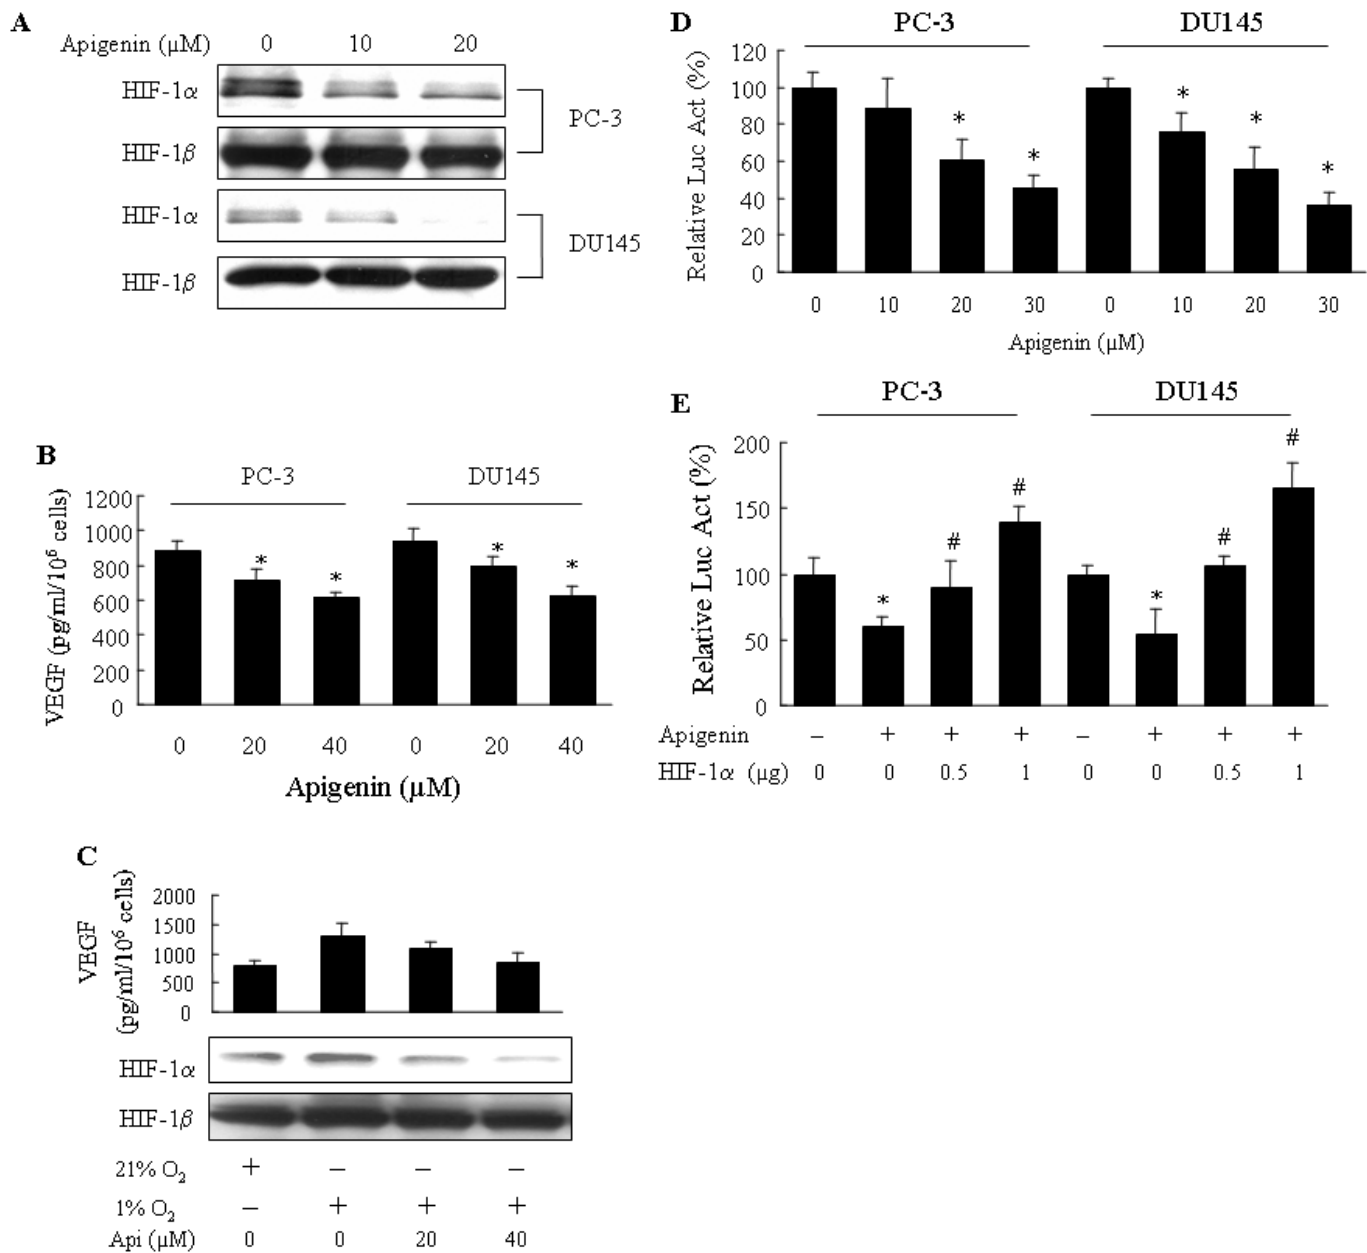 A
Apigenin (µM) 0 10 20
HIF-1α
HIF-1β
PC-3
HIF-1α
HIF-1β
DU145
B
PC-3 DU145
VEGF (pg/ml/10⁶ cells)
1200
1000
800
600
400
200
0
0 20 40 0 20 40
* * * *
Apigenin (µM)
C
VEGF
(pg/ml/10⁶ cells)
2000
1500
1000
500
0
HIF-1α
HIF-1β
21% O₂ + – – –
1% O₂ – + + +
Api (µM) 0 0 20 40
D
PC-3 DU145
Relative Luc Act (%)
120
100
80
60
40
20
0
* * * * *
0 10 20 30 0 10 20 30
Apigenin (µM)
E
PC-3 DU145
Relative Luc Act (%)
200
150
100
50
0
* # # * # #
Apigenin – + + + – + + +
HIF-1α (µg) 0 0 0.5 1 0 0 0.5 1